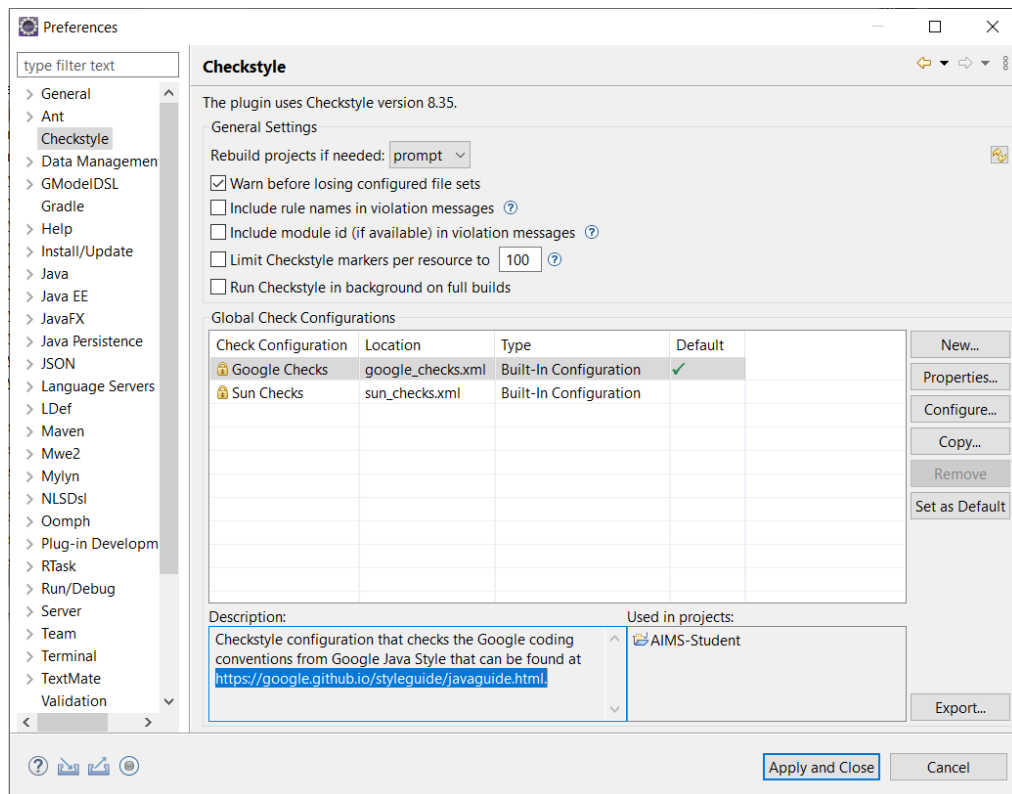 Preferences
type filter text
General
Ant
Checkstyle
Data Managemen
GModelDSL
Gradle
Help
Install/Update
Java
Java EE
JavaFX
Java Persistence
JSON
Language Servers
LDef
Maven
Mwe2
Mylyn
NLSDsl
Oomph
Plug-in Developm
RTask
Run/Debug
Server
Team
Terminal
TextMate
Validation
Checkstyle
The plugin uses Checkstyle version 8.35.
General Settings
Rebuild projects if needed: prompt
Warn before losing configured file sets
Include rule names in violation messages
Include module id (if available) in violation messages
Limit Checkstyle markers per resource to 100
Run Checkstyle in background on full builds
Global Check Configurations
Check Configuration Location Type Default
Google Checks google_checks.xml Built-In Configuration
Sun Checks sun_checks.xml Built-In Configuration
New...
Properties...
Configure...
Copy...
Remove
Set as Default
Description:
Checkstyle configuration that checks the Google coding
conventions from Google Java Style that can be found at
https://google.github.io/styleguide/javaguide.html.
Used in projects:
AIMS-Student
Export...
Apply and Close
Cancel